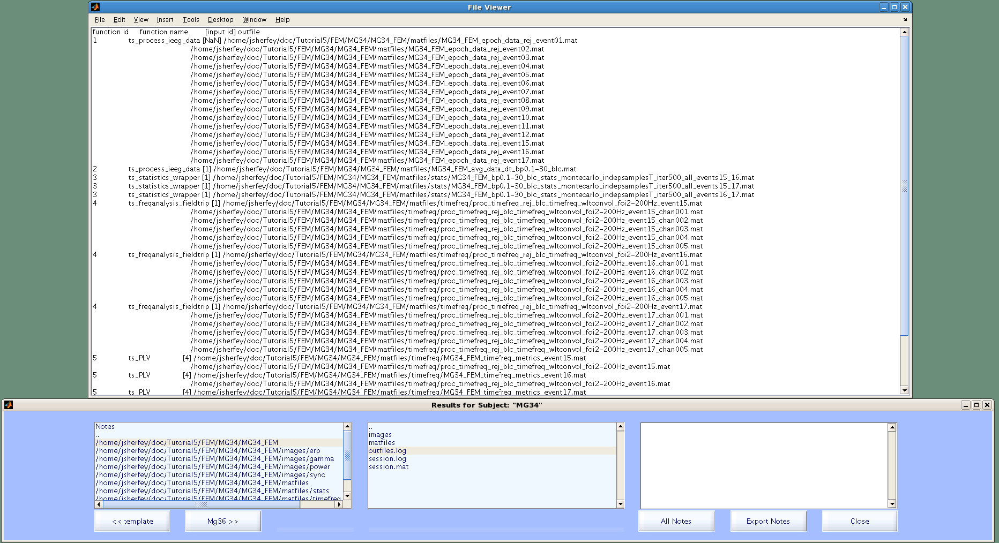 File Viewer
File Edit View Insert Tools Desktop Window Help
function id function name [input id] outfile
1 ts_process_ieeg_data [NaN] /home/jsherfey/doc/Tutorial5/FEM/MG34/MG34_FEM/matfiles/MG34_FEM_epoch_data_rej_event01.mat
/home/jsherfey/doc/Tutorial5/FEM/MG34/MG34_FEM/matfiles/MG34_FEM_epoch_data_rej_event02.mat
/home/jsherfey/doc/Tutorial5/FEM/MG34/MG34_FEM/matfiles/MG34_FEM_epoch_data_rej_event03.mat
/home/jsherfey/doc/Tutorial5/FEM/MG34/MG34_FEM/matfiles/MG34_FEM_epoch_data_rej_event04.mat
/home/jsherfey/doc/Tutorial5/FEM/MG34/MG34_FEM/matfiles/MG34_FEM_epoch_data_rej_event05.mat
/home/jsherfey/doc/Tutorial5/FEM/MG34/MG34_FEM/matfiles/MG34_FEM_epoch_data_rej_event06.mat
/home/jsherfey/doc/Tutorial5/FEM/MG34/MG34_FEM/matfiles/MG34_FEM_epoch_data_rej_event07.mat
/home/jsherfey/doc/Tutorial5/FEM/MG34/MG34_FEM/matfiles/MG34_FEM_epoch_data_rej_event08.mat
/home/jsherfey/doc/Tutorial5/FEM/MG34/MG34_FEM/matfiles/MG34_FEM_epoch_data_rej_event09.mat
/home/jsherfey/doc/Tutorial5/FEM/MG34/MG34_FEM/matfiles/MG34_FEM_epoch_data_rej_event10.mat
/home/jsherfey/doc/Tutorial5/FEM/MG34/MG34_FEM/matfiles/MG34_FEM_epoch_data_rej_event11.mat
/home/jsherfey/doc/Tutorial5/FEM/MG34/MG34_FEM/matfiles/MG34_FEM_epoch_data_rej_event12.mat
/home/jsherfey/doc/Tutorial5/FEM/MG34/MG34_FEM/matfiles/MG34_FEM_epoch_data_rej_event15.mat
/home/jsherfey/doc/Tutorial5/FEM/MG34/MG34_FEM/matfiles/MG34_FEM_epoch_data_rej_event16.mat
/home/jsherfey/doc/Tutorial5/FEM/MG34/MG34_FEM/matfiles/MG34_FEM_epoch_data_rej_event17.mat
2 ts_process_ieeg_data [1] /home/jsherfey/doc/Tutorial5/FEM/MG34/MG34_FEM/matfiles/MG34_FEM_avg_data_dt_bp0.1-30_blc.mat
3 ts_statistics_wrapper [1] /home/jsherfey/doc/Tutorial5/FEM/MG34/MG34_FEM/matfiles/stats/MG34_FEM_bp0.1-30_blc_stats_montecarlo_indepsamplesT_iter500_all_events15_16.mat
3 ts_statistics_wrapper [1] /home/jsherfey/doc/Tutorial5/FEM/MG34/MG34_FEM/matfiles/stats/MG34_FEM_bp0.1-30_blc_stats_montecarlo_indepsamplesT_iter500_all_events15_17.mat
3 ts_statistics_wrapper [1] /home/jsherfey/doc/Tutorial5/FEM/MG34/MG34_FEM/matfiles/stats/MG34_FEM_bp0.1-30_blc_stats_montecarlo_indepsamplesT_iter500_all_events16_17.mat
4 ts_freqanalysis_fieldtrip [1] /home/jsherfey/doc/Tutorial5/FEM/MG34/MG34_FEM/matfiles/timefreq/proc_timefreq_rej_blc_timefreq_wltconvol_foi2-200Hz_event15.mat
/home/jsherfey/doc/Tutorial5/FEM/MG34/MG34_FEM/matfiles/timefreq/proc_timefreq_rej_blc_timefreq_wltconvol_foi2-200Hz_event15_chan001.mat
/home/jsherfey/doc/Tutorial5/FEM/MG34/MG34_FEM/matfiles/timefreq/proc_timefreq_rej_blc_timefreq_wltconvol_foi2-200Hz_event15_chan002.mat
/home/jsherfey/doc/Tutorial5/FEM/MG34/MG34_FEM/matfiles/timefreq/proc_timefreq_rej_blc_timefreq_wltconvol_foi2-200Hz_event15_chan003.mat
/home/jsherfey/doc/Tutorial5/FEM/MG34/MG34_FEM/matfiles/timefreq/proc_timefreq_rej_blc_timefreq_wltconvol_foi2-200Hz_event15_chan004.mat
/home/jsherfey/doc/Tutorial5/FEM/MG34/MG34_FEM/matfiles/timefreq/proc_timefreq_rej_blc_timefreq_wltconvol_foi2-200Hz_event15_chan005.mat
4 ts_freqanalysis_fieldtrip [1] /home/jsherfey/doc/Tutorial5/FEM/MG34/MG34_FEM/matfiles/timefreq/proc_timefreq_rej_blc_timefreq_wltconvol_foi2-200Hz_event16.mat
/home/jsherfey/doc/Tutorial5/FEM/MG34/MG34_FEM/matfiles/timefreq/proc_timefreq_rej_blc_timefreq_wltconvol_foi2-200Hz_event16_chan001.mat
/home/jsherfey/doc/Tutorial5/FEM/MG34/MG34_FEM/matfiles/timefreq/proc_timefreq_rej_blc_timefreq_wltconvol_foi2-200Hz_event16_chan002.mat
/home/jsherfey/doc/Tutorial5/FEM/MG34/MG34_FEM/matfiles/timefreq/proc_timefreq_rej_blc_timefreq_wltconvol_foi2-200Hz_event16_chan003.mat
/home/jsherfey/doc/Tutorial5/FEM/MG34/MG34_FEM/matfiles/timefreq/proc_timefreq_rej_blc_timefreq_wltconvol_foi2-200Hz_event16_chan004.mat
/home/jsherfey/doc/Tutorial5/FEM/MG34/MG34_FEM/matfiles/timefreq/proc_timefreq_rej_blc_timefreq_wltconvol_foi2-200Hz_event16_chan005.mat
4 ts_freqanalysis_fieldtrip [1] /home/jsherfey/doc/Tutorial5/FEM/MG34/MG34_FEM/matfiles/timefreq/proc_timefreq_rej_blc_timefreq_wltconvol_foi2-200Hz_event17.mat
/home/jsherfey/doc/Tutorial5/FEM/MG34/MG34_FEM/matfiles/timefreq/proc_timefreq_rej_blc_timefreq_wltconvol_foi2-200Hz_event17_chan001.mat
/home/jsherfey/doc/Tutorial5/FEM/MG34/MG34_FEM/matfiles/timefreq/proc_timefreq_rej_blc_timefreq_wltconvol_foi2-200Hz_event17_chan002.mat
/home/jsherfey/doc/Tutorial5/FEM/MG34/MG34_FEM/matfiles/timefreq/proc_timefreq_rej_blc_timefreq_wltconvol_foi2-200Hz_event17_chan003.mat
/home/jsherfey/doc/Tutorial5/FEM/MG34/MG34_FEM/matfiles/timefreq/proc_timefreq_rej_blc_timefreq_wltconvol_foi2-200Hz_event17_chan004.mat
/home/jsherfey/doc/Tutorial5/FEM/MG34/MG34_FEM/matfiles/timefreq/proc_timefreq_rej_blc_timefreq_wltconvol_foi2-200Hz_event17_chan005.mat
5 ts_PLV [4] /home/jsherfey/doc/Tutorial5/FEM/MG34/MG34_FEM/matfiles/timefreq/MG34_FEM_timefreq_metrics_event15.mat
/home/jsherfey/doc/Tutorial5/FEM/MG34/MG34_FEM/matfiles/timefreq/proc_timefreq_rej_blc_timefreq_wltconvol_foi2-200Hz_event15.mat
5 ts_PLV [4] /home/jsherfey/doc/Tutorial5/FEM/MG34/MG34_FEM/matfiles/timefreq/MG34_FEM_timefreq_metrics_event16.mat
/home/jsherfey/doc/Tutorial5/FEM/MG34/MG34_FEM/matfiles/timefreq/proc_timefreq_rej_blc_timefreq_wltconvol_foi2-200Hz_event16.mat
5 ts_PLV [4] /home/jsherfey/doc/Tutorial5/FEM/MG34/MG34_FEM/matfiles/timefreq/MG34_FEM_timefreq_metrics_event17.mat
Results for Subject: "MG34"
Notes
..
/home/jsherfey/doc/Tutorial5/FEM/MG34/MG34_FEM
/home/jsherfey/doc/Tutorial5/FEM/MG34/MG34_FEM/images/erp
/home/jsherfey/doc/Tutorial5/FEM/MG34/MG34_FEM/images/gamma
/home/jsherfey/doc/Tutorial5/FEM/MG34/MG34_FEM/images/power
/home/jsherfey/doc/Tutorial5/FEM/MG34/MG34_FEM/images/sync
/home/jsherfey/doc/Tutorial5/FEM/MG34/MG34_FEM/matfiles
/home/jsherfey/doc/Tutorial5/FEM/MG34/MG34_FEM/matfiles/stats
/home/jsherfey/doc/Tutorial5/FEM/MG34/MG34_FEM/matfiles/timefreq
..
images
matfiles
outfiles.log
session.log
session.mat
<< template
Mg36 >>
All Notes
Export Notes
Close